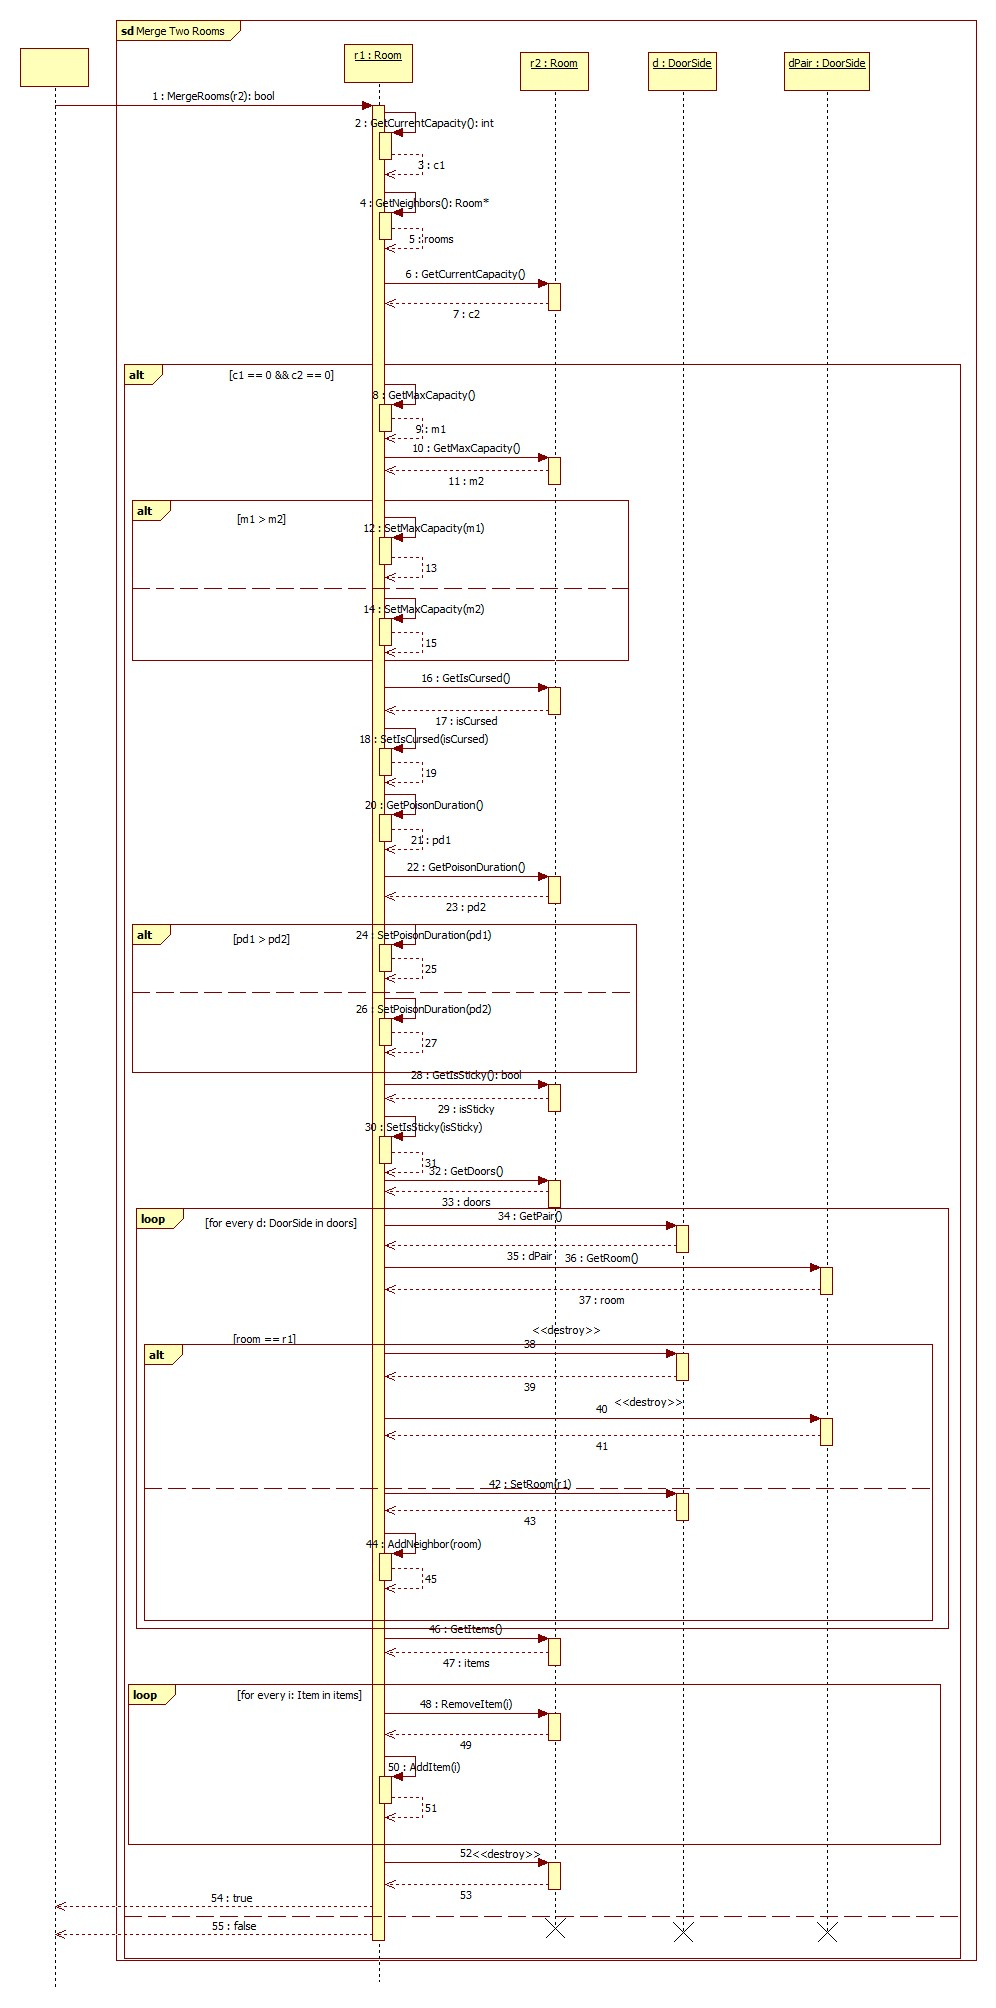 sd Merge Two Rooms
r1 : Room
r2 : Room
d : DoorSide
dPair : DoorSide
1 : MergeRooms(r2): bool
2 : GetCurrentCapacity(): int
3 : c1
4 : GetNeighbors(): Room*
5 : rooms
6 : GetCurrentCapacity()
7 : c2
alt
[c1 == 0 && c2 == 0]
8 : GetMaxCapacity()
9 : m1
10 : GetMaxCapacity()
11 : m2
alt
[m1 > m2]
12 : SetMaxCapacity(m1)
13
14 : SetMaxCapacity(m2)
15
16 : GetIsCursed()
17 : isCursed
18 : SetIsCursed(isCursed)
19
20 : GetPoisonDuration()
21 : pd1
22 : GetPoisonDuration()
23 : pd2
alt
[pd1 > pd2]
24 : SetPoisonDuration(pd1)
25
26 : SetPoisonDuration(pd2)
27
28 : GetIsSticky(): bool
29 : isSticky
30 : SetIsSticky(isSticky)
31
32 : GetDoors()
33 : doors
loop
[for every d: DoorSide in doors]
34 : GetPair()
35 : dPair
36 : GetRoom()
37 : room
alt
[room == r1]
<<destroy>>
38
39
<<destroy>>
40
41
42 : SetRoom(r1)
43
44 : AddNeighbor(room)
45
46 : GetItems()
47 : items
loop
[for every i: Item in items]
48 : RemoveItem(i)
49
50 : AddItem(i)
51
52 <<destroy>>
53
54 : true
55 : false